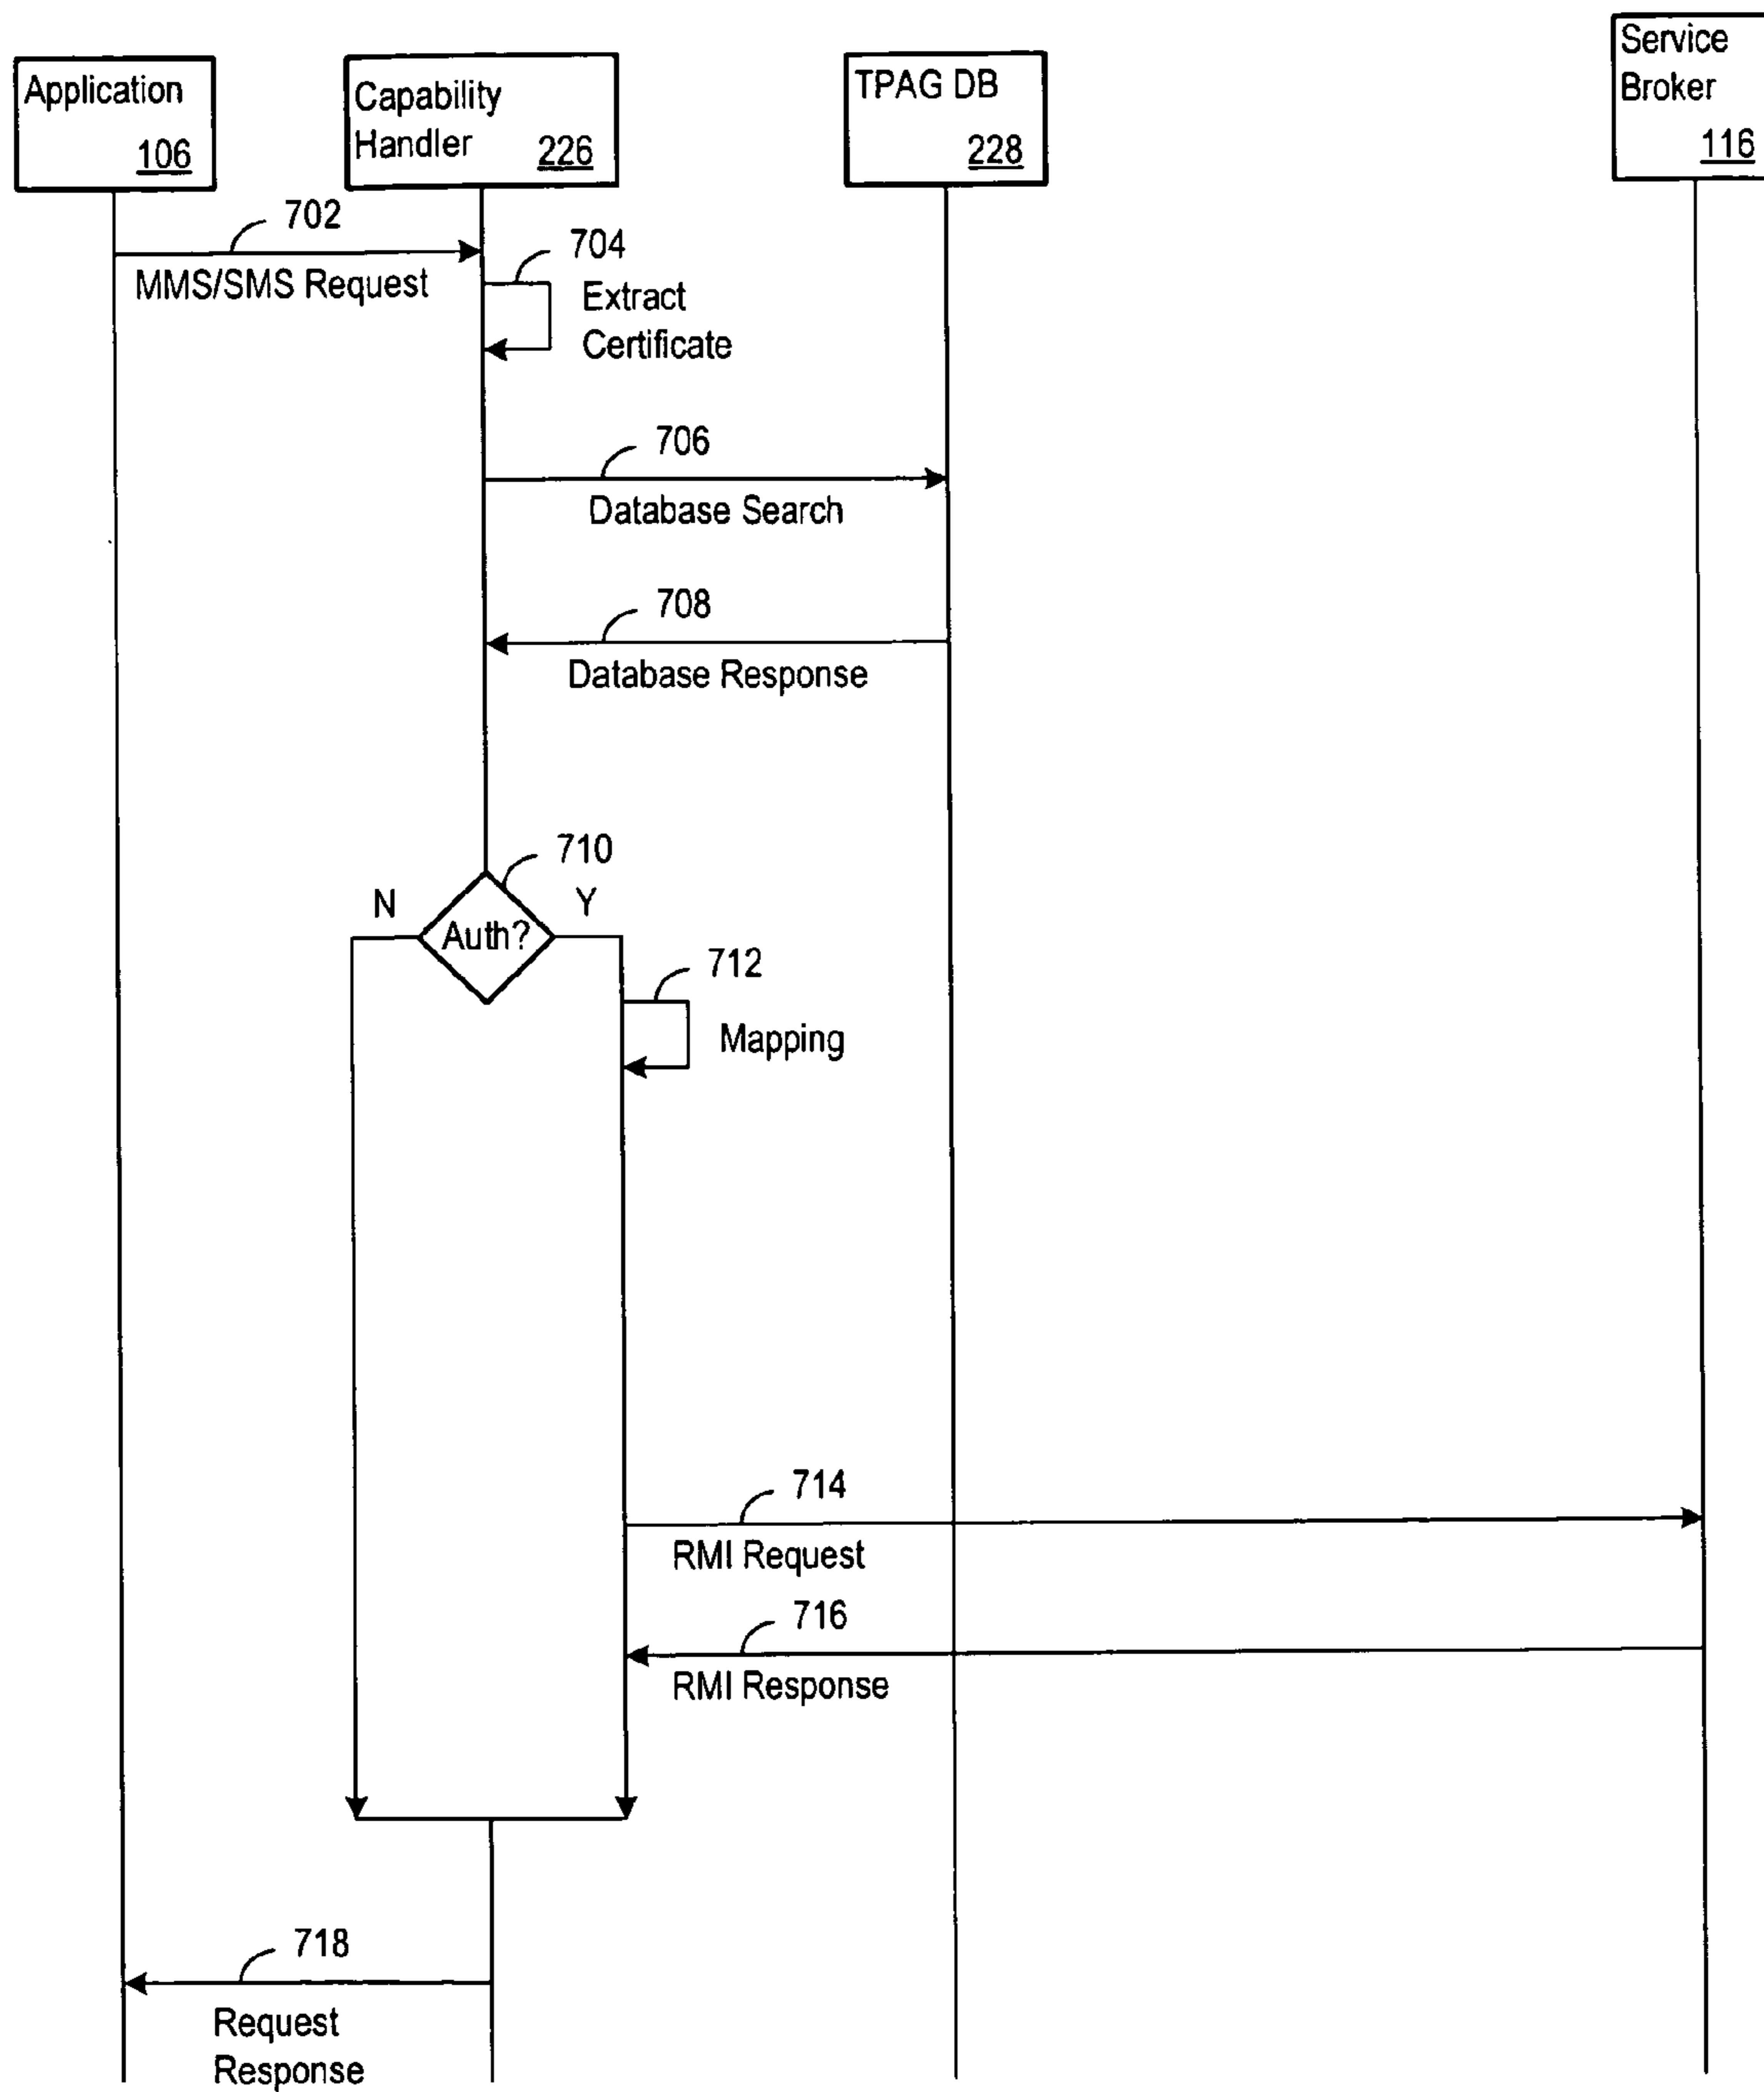 Application
106
Capability
Handler
226
TPAG DB
228
Service
Broker
116
702
MMS/SMS Request
704
Extract
Certificate
706
Database Search
708
Database Response
710
N
Y
Auth?
712
Mapping
714
RMI Request
716
RMI Response
718
Request
Response